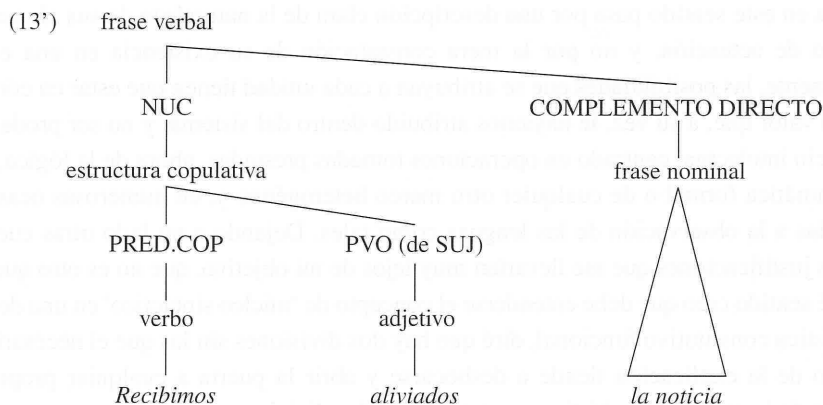 (13’) frase verbal
NUC COMPLEMENTO DIRECTO
estructura copulativa frase nominal
PRED.COP PVO (de SUJ)
verbo adjetivo
Recibimos aliviados la noticia